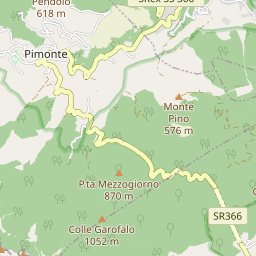 Pendolo
618 m
SRex SS 366
Pimonte
Monte
Pino
576 m
P.ta Mezzogiorno
870 m
SR366
Colle Garofalo
1052 m